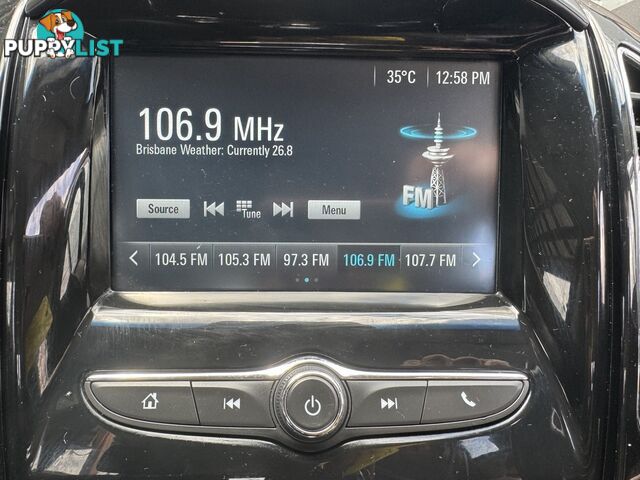 PUPPYLIST
35°C 12:58 PM
106.9 MHz
Brisbane Weather: Currently 26.8
FM
Source Tune Menu
104.5 FM 105.3 FM 97.3 FM 106.9 FM 107.7 FM